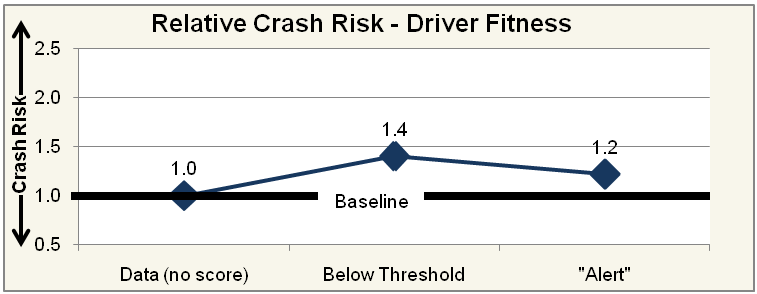 Relative Crash Risk - Driver Fitness
Crash Risk
2.5
2.0
1.5
1.0
0.5
1.0
1.4
1.2
Baseline
Data (no score)
Below Threshold
"Alert"